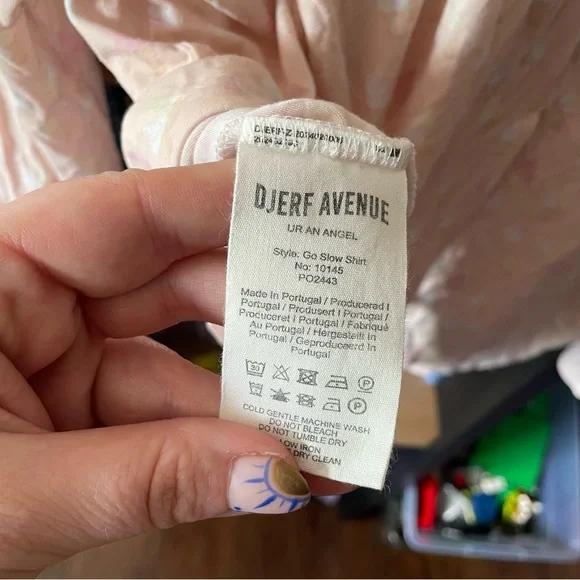 DJERF AVENUE
UR AN ANGEL
Style: Go Slow Shirt
No: 10145
PO2443
Made in Portugal / Producerad I
Portugal / Produsert I Portugal /
Produceret I Portugal / Fabriqué
Au Portugal / Hergestellt In
Portugal / Geproduceerd In
Portugal
30
P
P
COLD GENTLE MACHINE WASH
DO NOT BLEACH
DO NOT TUMBLE DRY
LOW IRON
DRY CLEAN